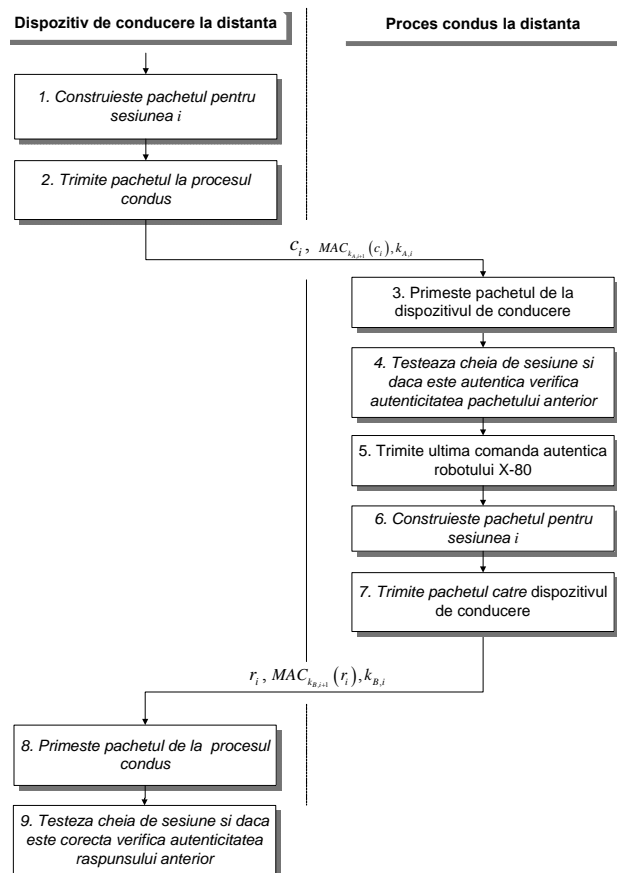 Dispozitiv de conducere la distanta
Proces condus la distanta
1. Construieste pachetul pentru
sesiunea i
2. Trimite pachetul la procesul
condus
c_i , MAC_{k_{A,i+1}}(c_i), k_{A,i}
3. Primeste pachetul de la
dispozitivul de conducere
4. Testeaza cheia de sesiune si
daca este autentica verifica
autenticitatea pachetului anterior
5. Trimite ultima comanda autentica
robotului X-80
6. Construieste pachetul pentru
sesiunea i
7. Trimite pachetul catre dispozitivul
de conducere
r_i , MAC_{k_{B,i+1}}(r_i), k_{B,i}
8. Primeste pachetul de la procesul
condus
9. Testeza cheia de sesiune si daca
este corecta verifica autenticitatea
raspunsului anterior